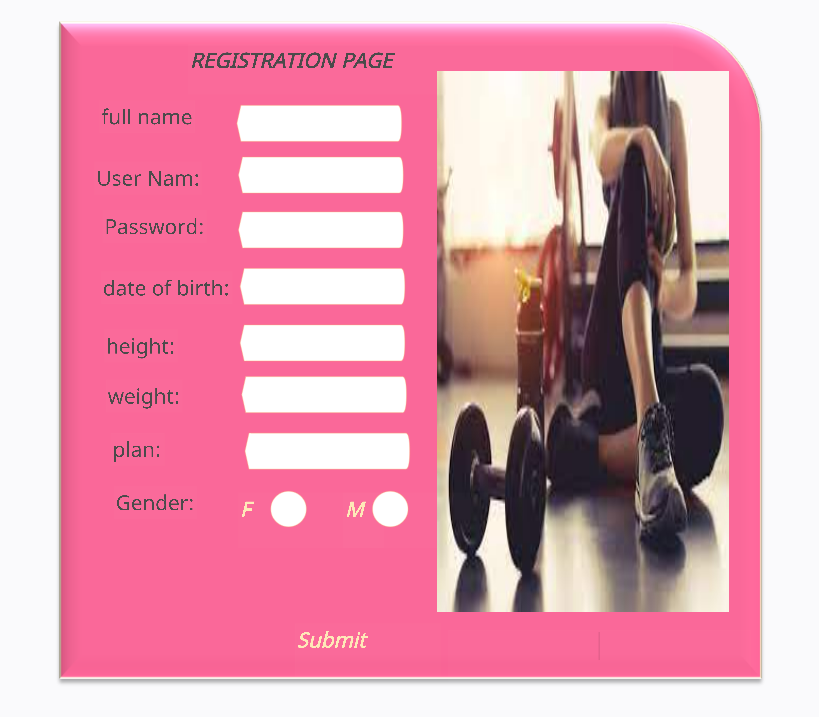 REGISTRATION PAGE
full name
User Nam:
Password:
date of birth:
height:
weight:
plan:
Gender:
F
M
Submit